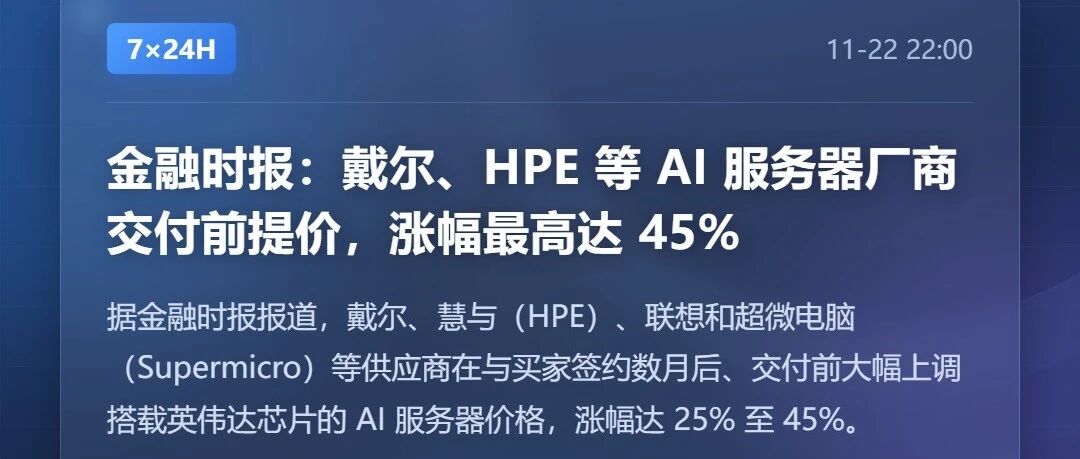 7×24H
11-22 22:00
金融时报：戴尔、HPE 等 AI 服务器厂商
交付前提价，涨幅最高达 45%
据金融时报报道，戴尔、慧与（HPE）、联想和超微电脑
（Supermicro）等供应商在与买家签约数月后、交付前大幅上调
搭载英伟达芯片的 AI 服务器价格，涨幅达 25% 至 45%。